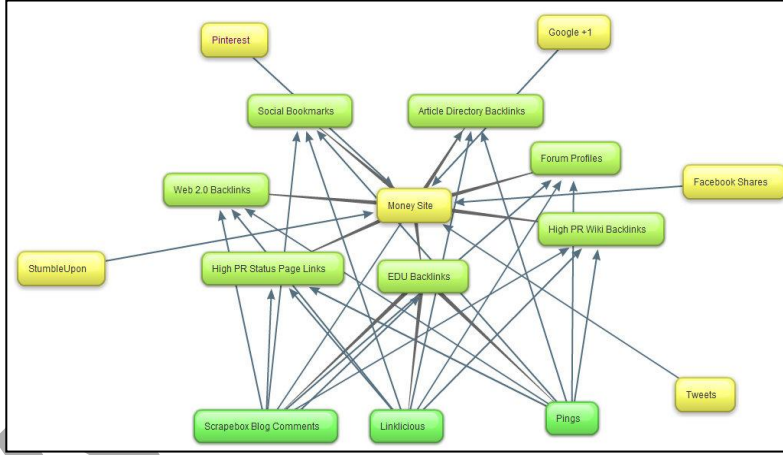 Pinterest
Google +1
Social Bookmarks
Article Directory Backlinks
Forum Profiles
Web 2.0 Backlinks
Facebook Shares
Money Site
High PR Wiki Backlinks
StumbleUpon
High PR Status Page Links
EDU Backlinks
Tweets
Scrapebox Blog Comments
Linklicious
Pings